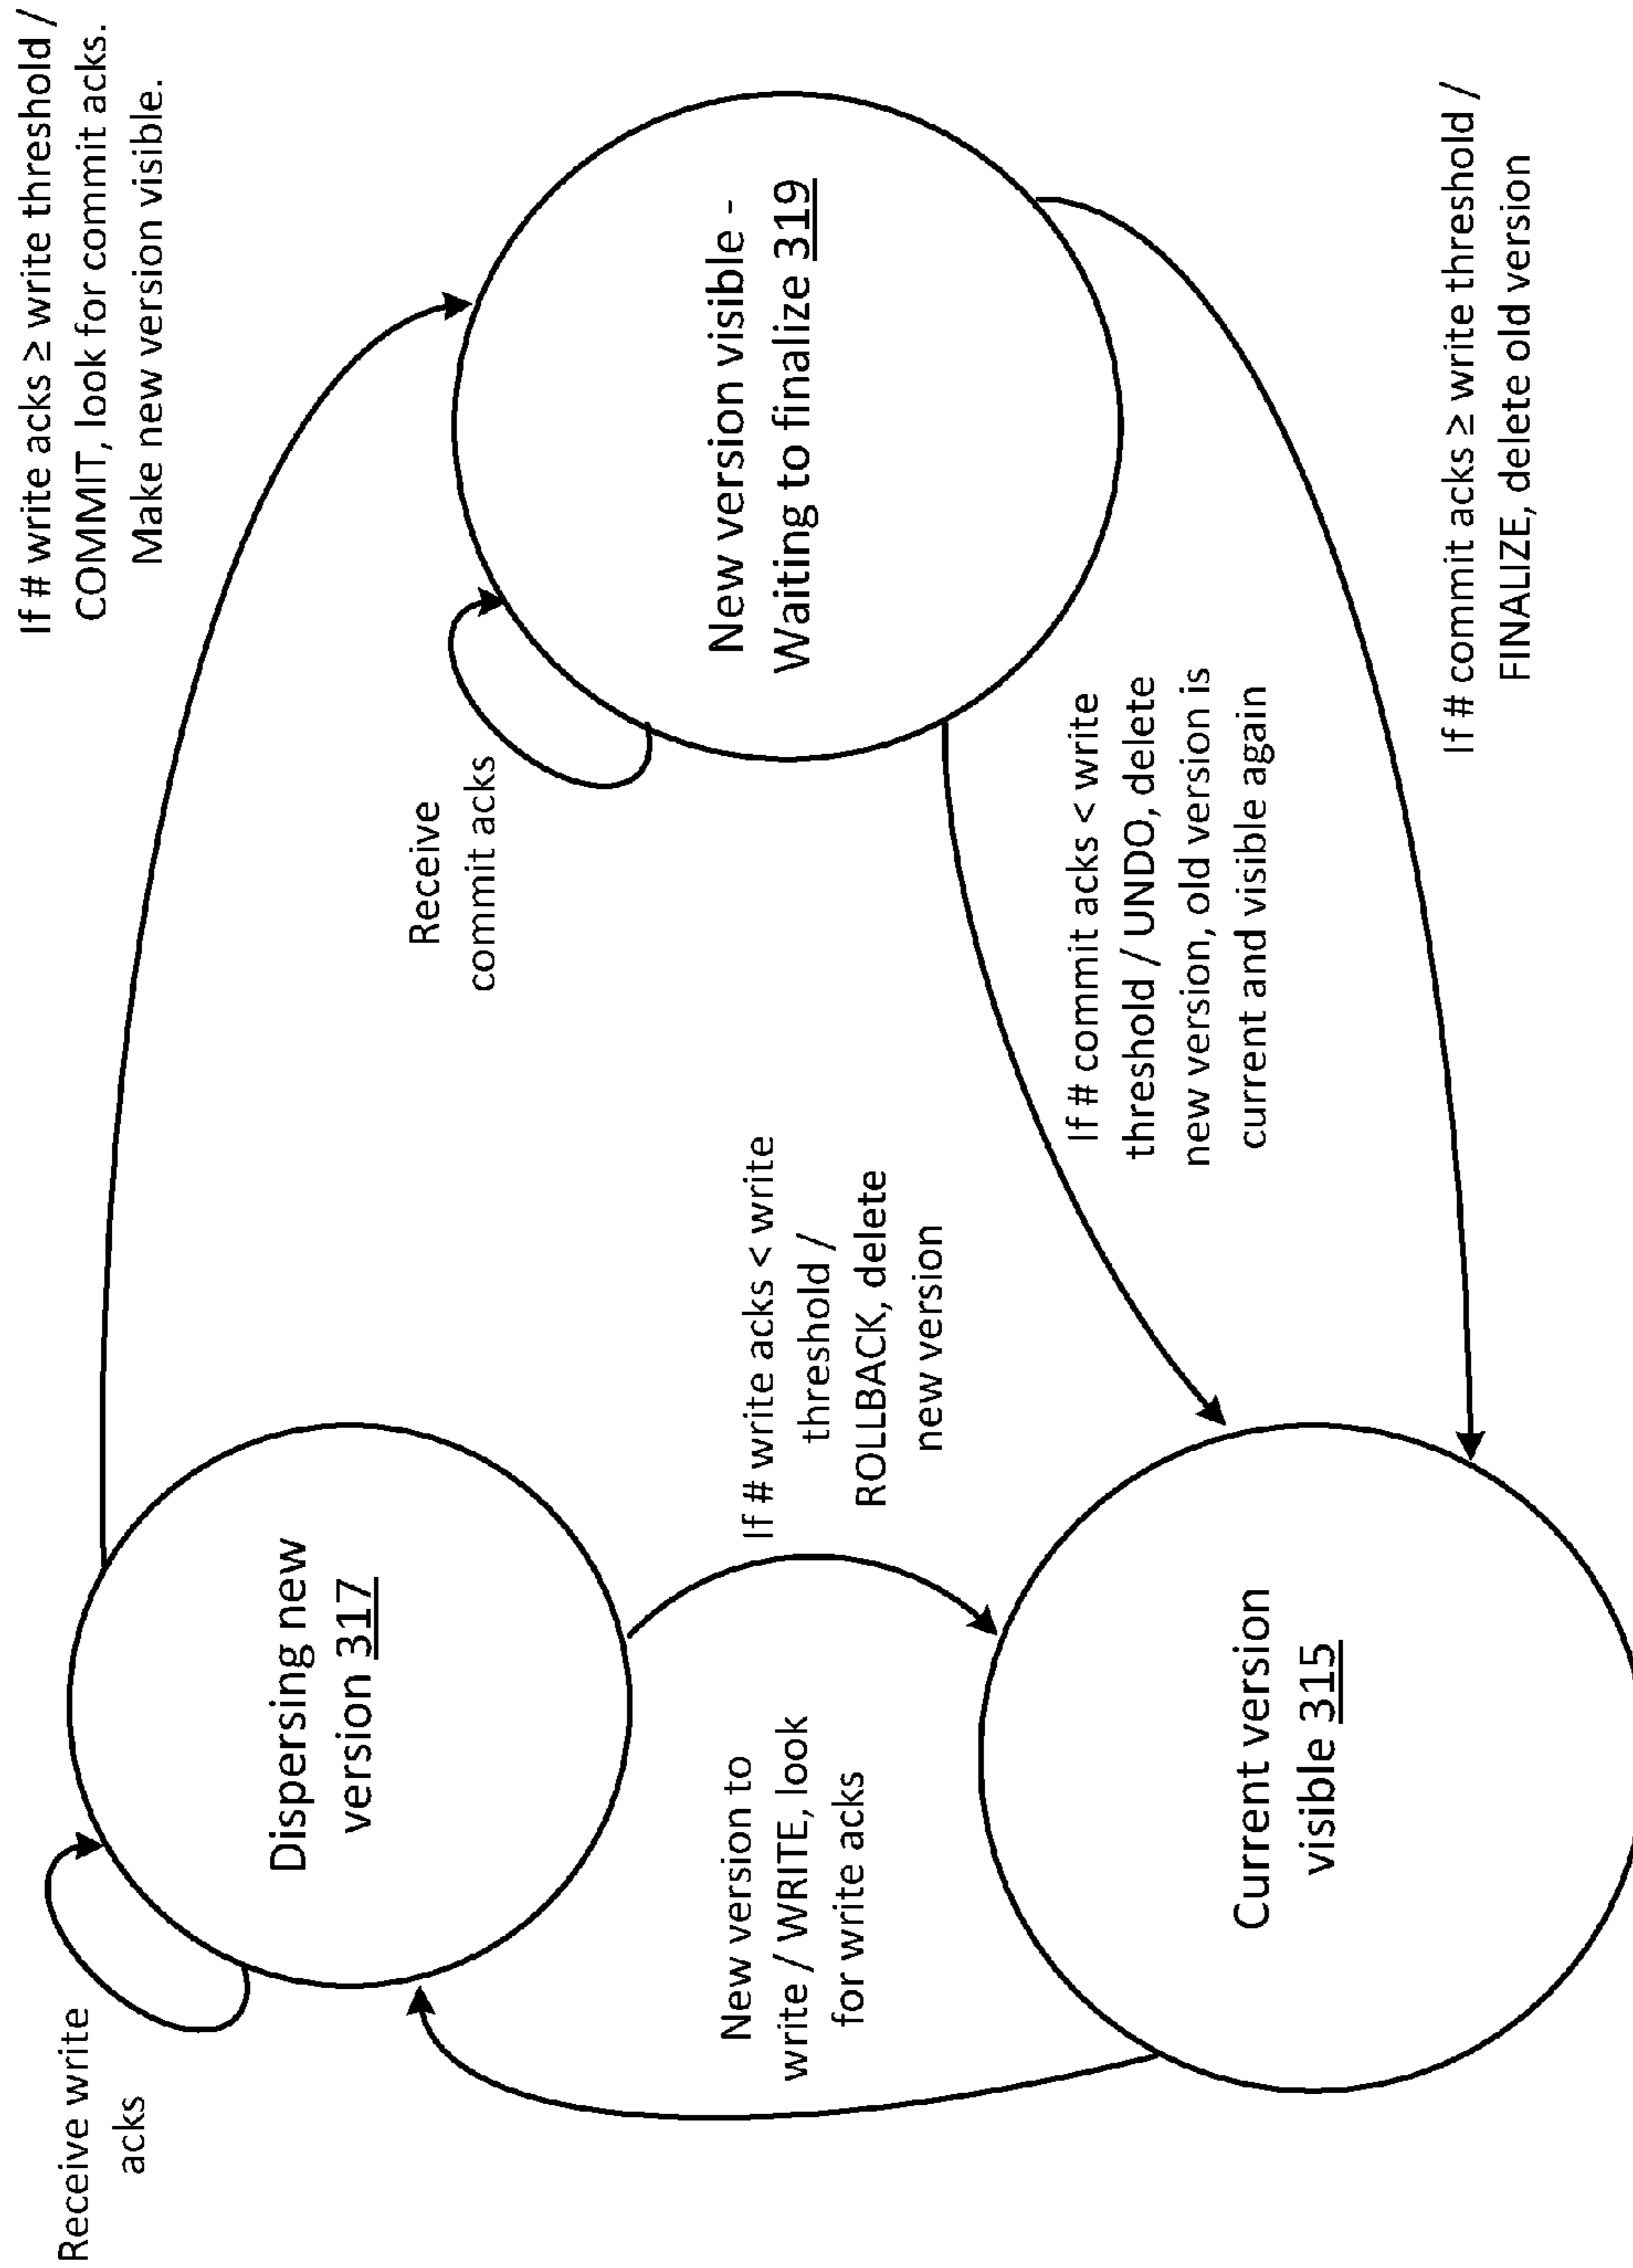 Receive write
acks
Dispersing new
version 317
If # write acks ≥ write threshold /
COMMIT, look for commit acks.
Make new version visible.
Receive
commit acks
New version visible -
Waiting to finalize 319
New version to
write / WRITE, look
for write acks
If # write acks < write
threshold /
ROLLBACK, delete
new version
If # commit acks < write
threshold / UNDO, delete
new version, old version is
current and visible again
Current version
visible 315
If # commit acks ≥ write threshold /
FINALIZE, delete old version